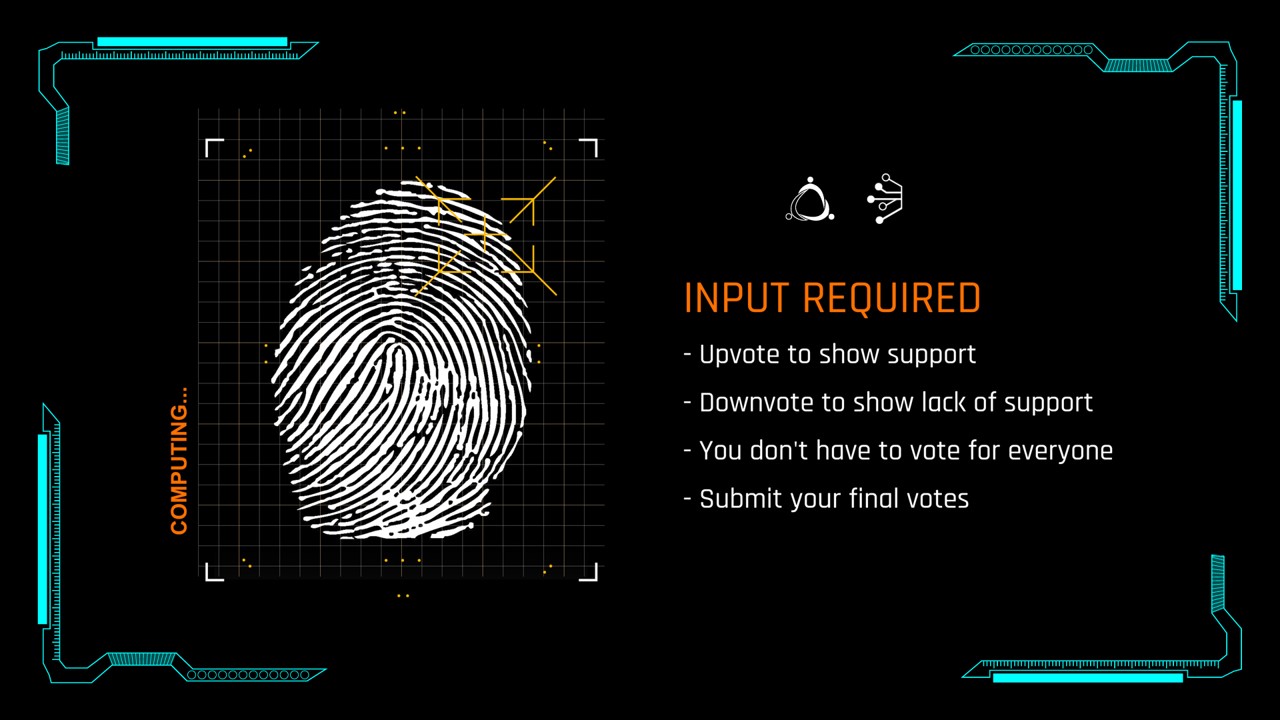 COMPUTING...
INPUT REQUIRED
- Upvote to show support
- Downvote to show lack of support
- You don't have to vote for everyone
- Submit your final votes